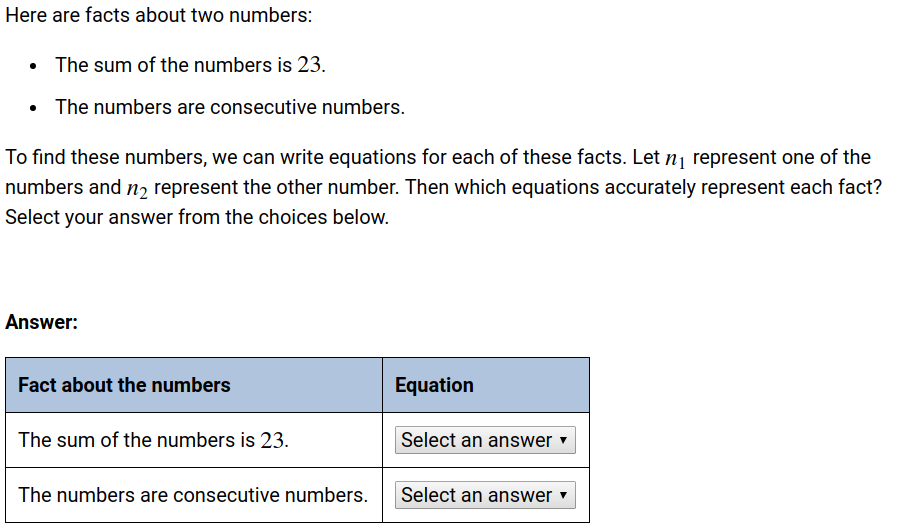 Here are facts about two numbers:
• The sum of the numbers is 23.
• The numbers are consecutive numbers.
To find these numbers, we can write equations for each of these facts. Let n₁ represent one of the
numbers and n₂ represent the other number. Then which equations accurately represent each fact?
Select your answer from the choices below.
Answer:
Fact about the numbers Equation
The sum of the numbers is 23. Select an answer ▾
The numbers are consecutive numbers. Select an answer ▾